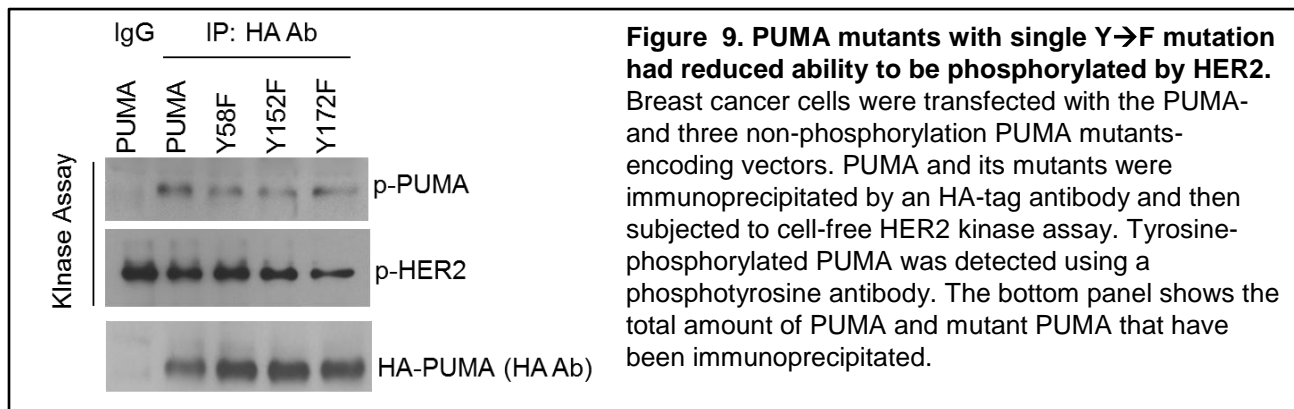 IgG IP: HA Ab
PUMA
PUMA
Y58F
Y152F
Y172F
KInase Assay
p-PUMA
p-HER2
HA-PUMA (HA Ab)
Figure 9. PUMA mutants with single Y→F mutation
had reduced ability to be phosphorylated by HER2.
Breast cancer cells were transfected with the PUMA-
and three non-phosphorylation PUMA mutants-
encoding vectors. PUMA and its mutants were
immunoprecipitated by an HA-tag antibody and then
subjected to cell-free HER2 kinase assay. Tyrosine-
phosphorylated PUMA was detected using a
phosphotyrosine antibody. The bottom panel shows the
total amount of PUMA and mutant PUMA that have
been immunoprecipitated.